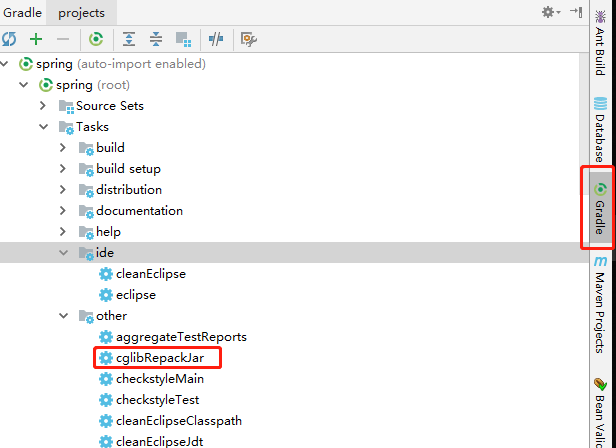 Gradle projects
spring (auto-import enabled)
spring (root)
Source Sets
Tasks
build
build setup
distribution
documentation
help
ide
cleanEclipse
eclipse
other
aggregateTestReports
cglibRepackJar
checkstyleMain
checkstyleTest
cleanEclipseClasspath
cleanEclipseJdt
Ant Build
Database
Gradle
Maven Projects
Bean Valid